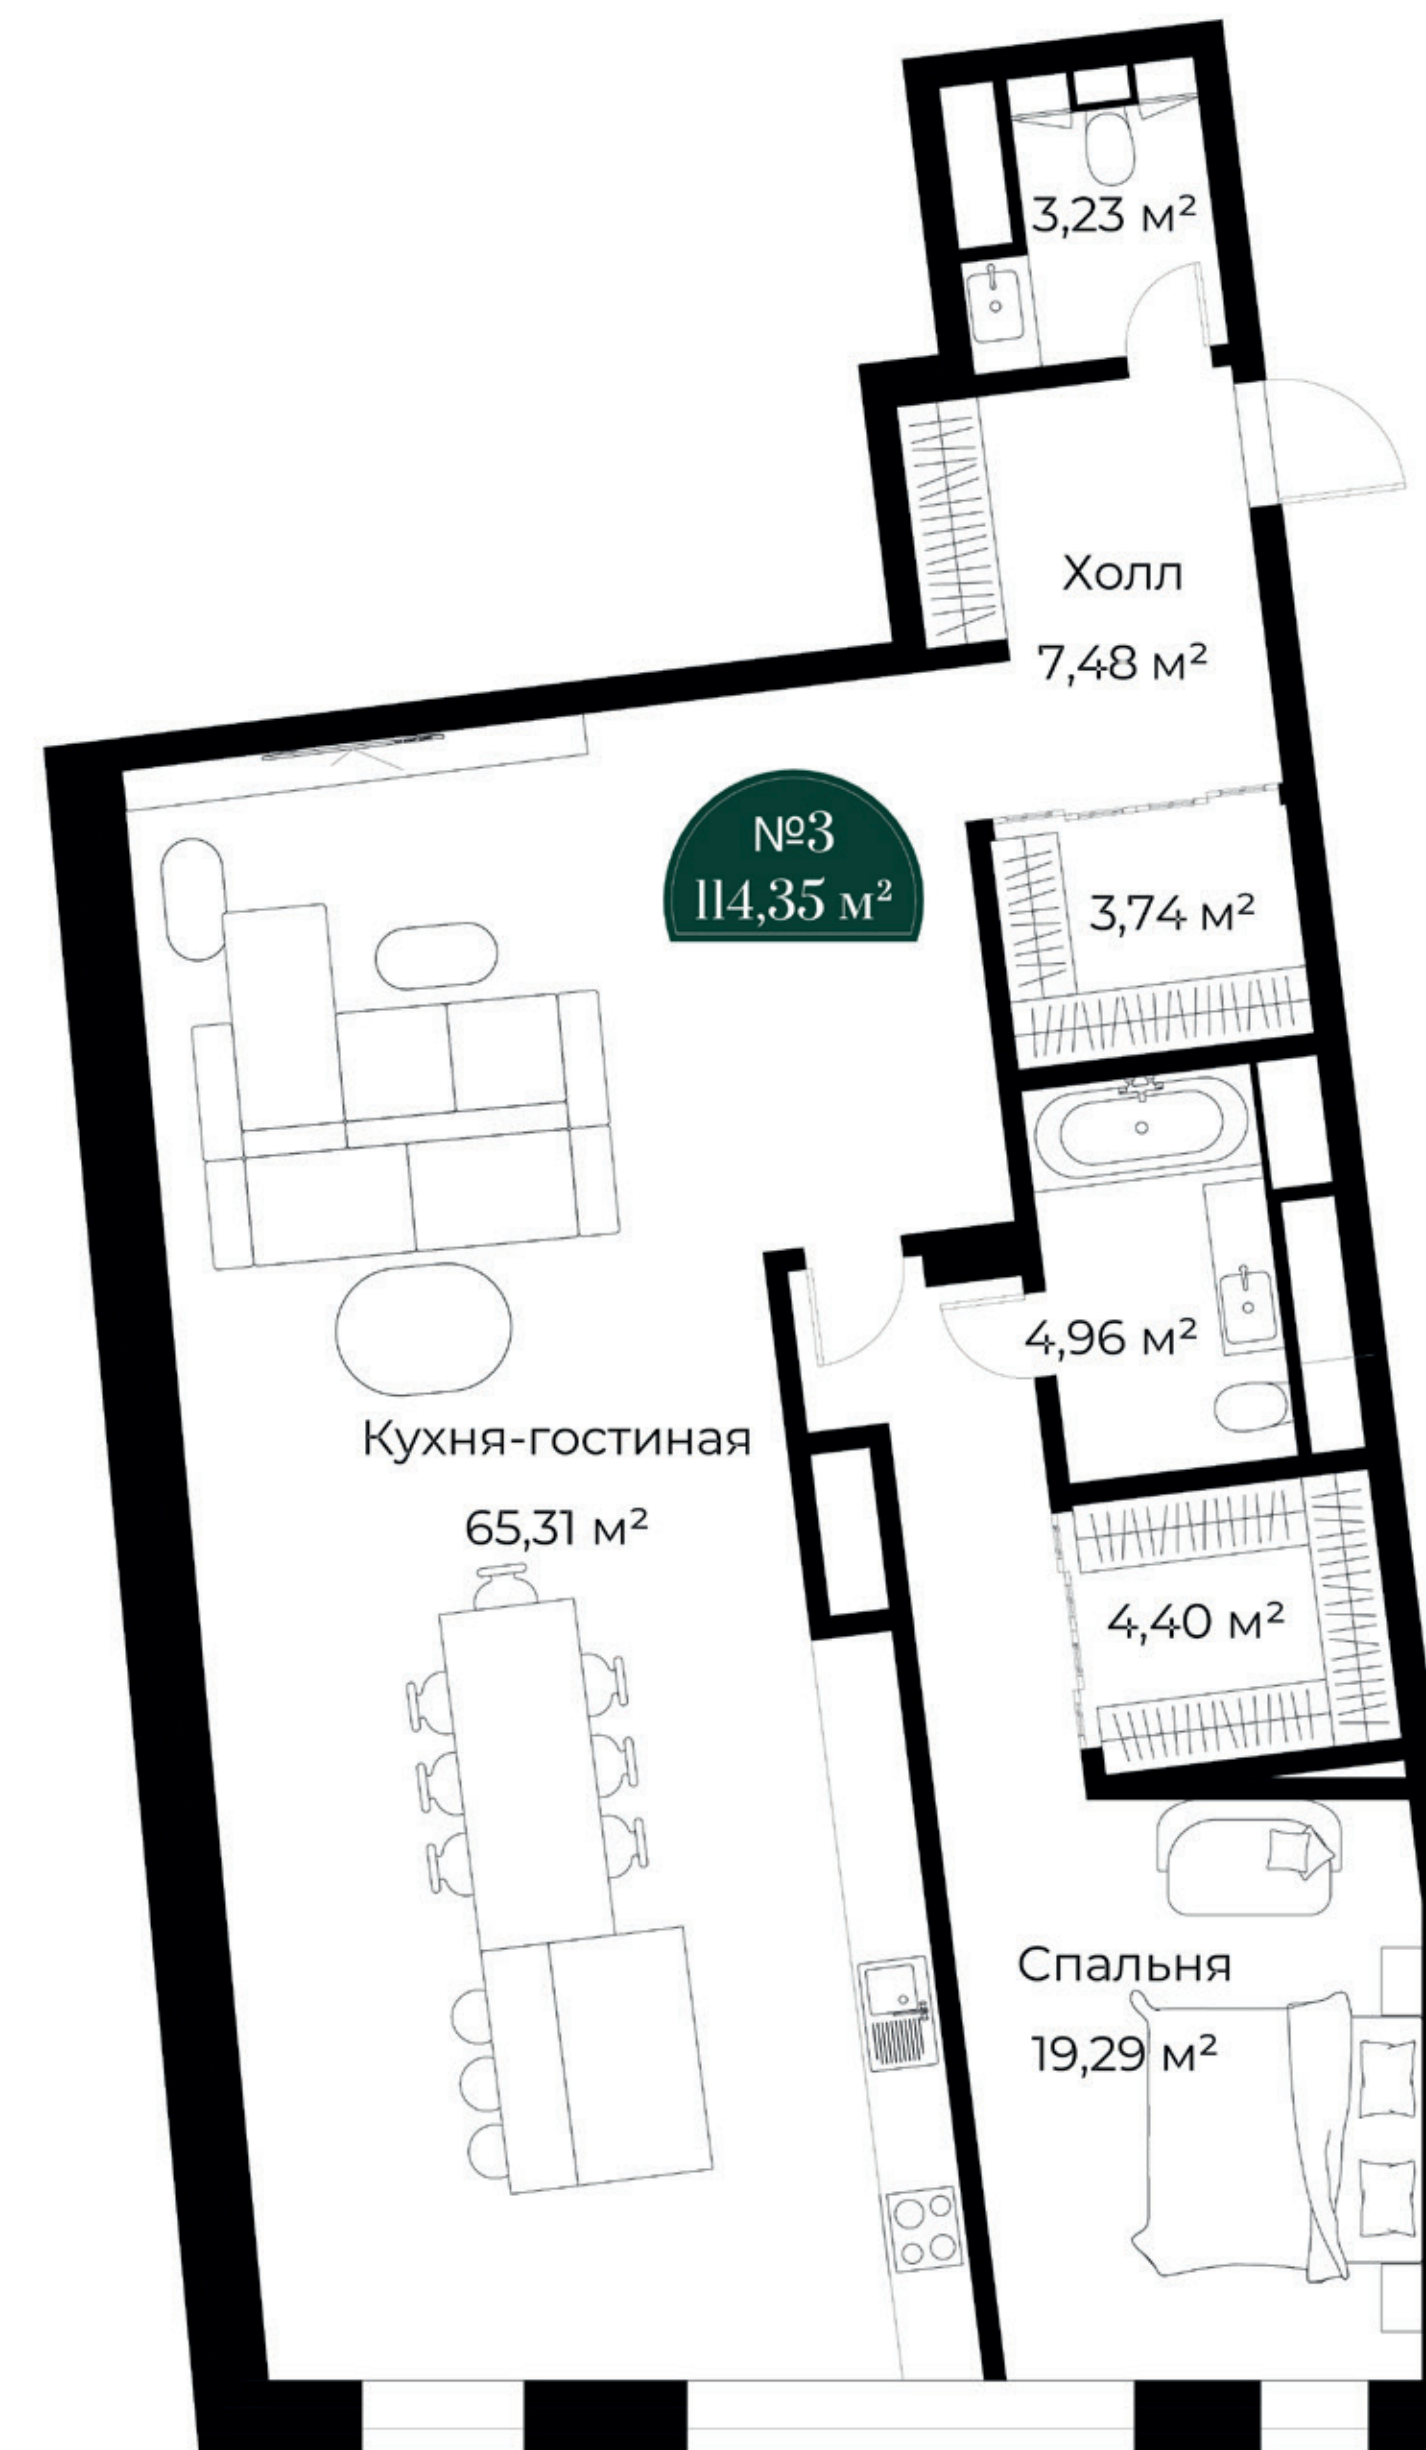 3,23 м²
Холл
7,48 м²
№3
114,35 м²
3,74 м²
4,96 м²
Кухня-гостиная
65,31 м²
4,40 м²
Спальня
19,29 м²